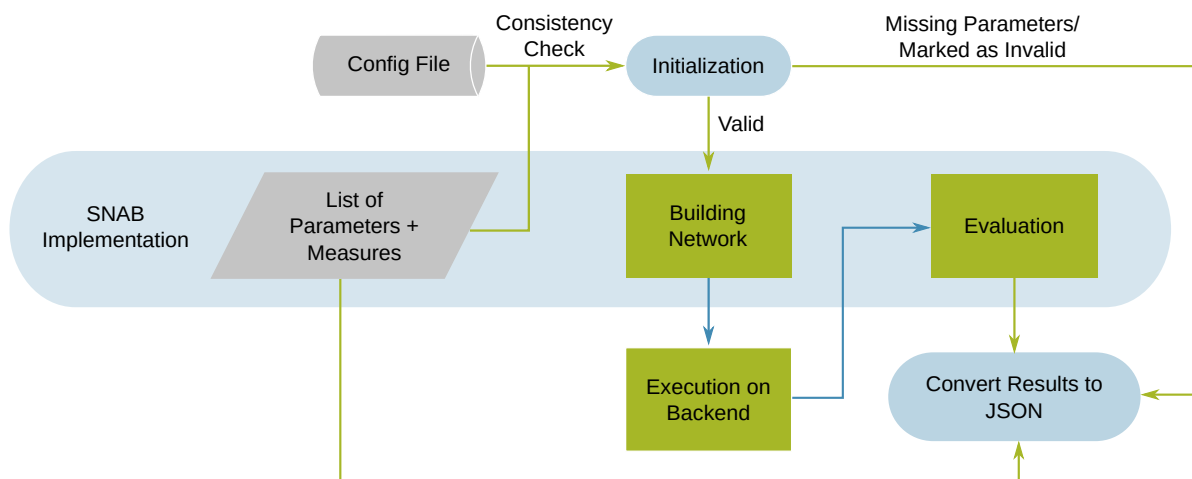 Config File
Consistency
Check
Initialization
Missing Parameters/
Marked as Invalid
Valid
SNAB
Implementation
List of
Parameters +
Measures
Building
Network
Evaluation
Execution on
Backend
Convert Results to
JSON